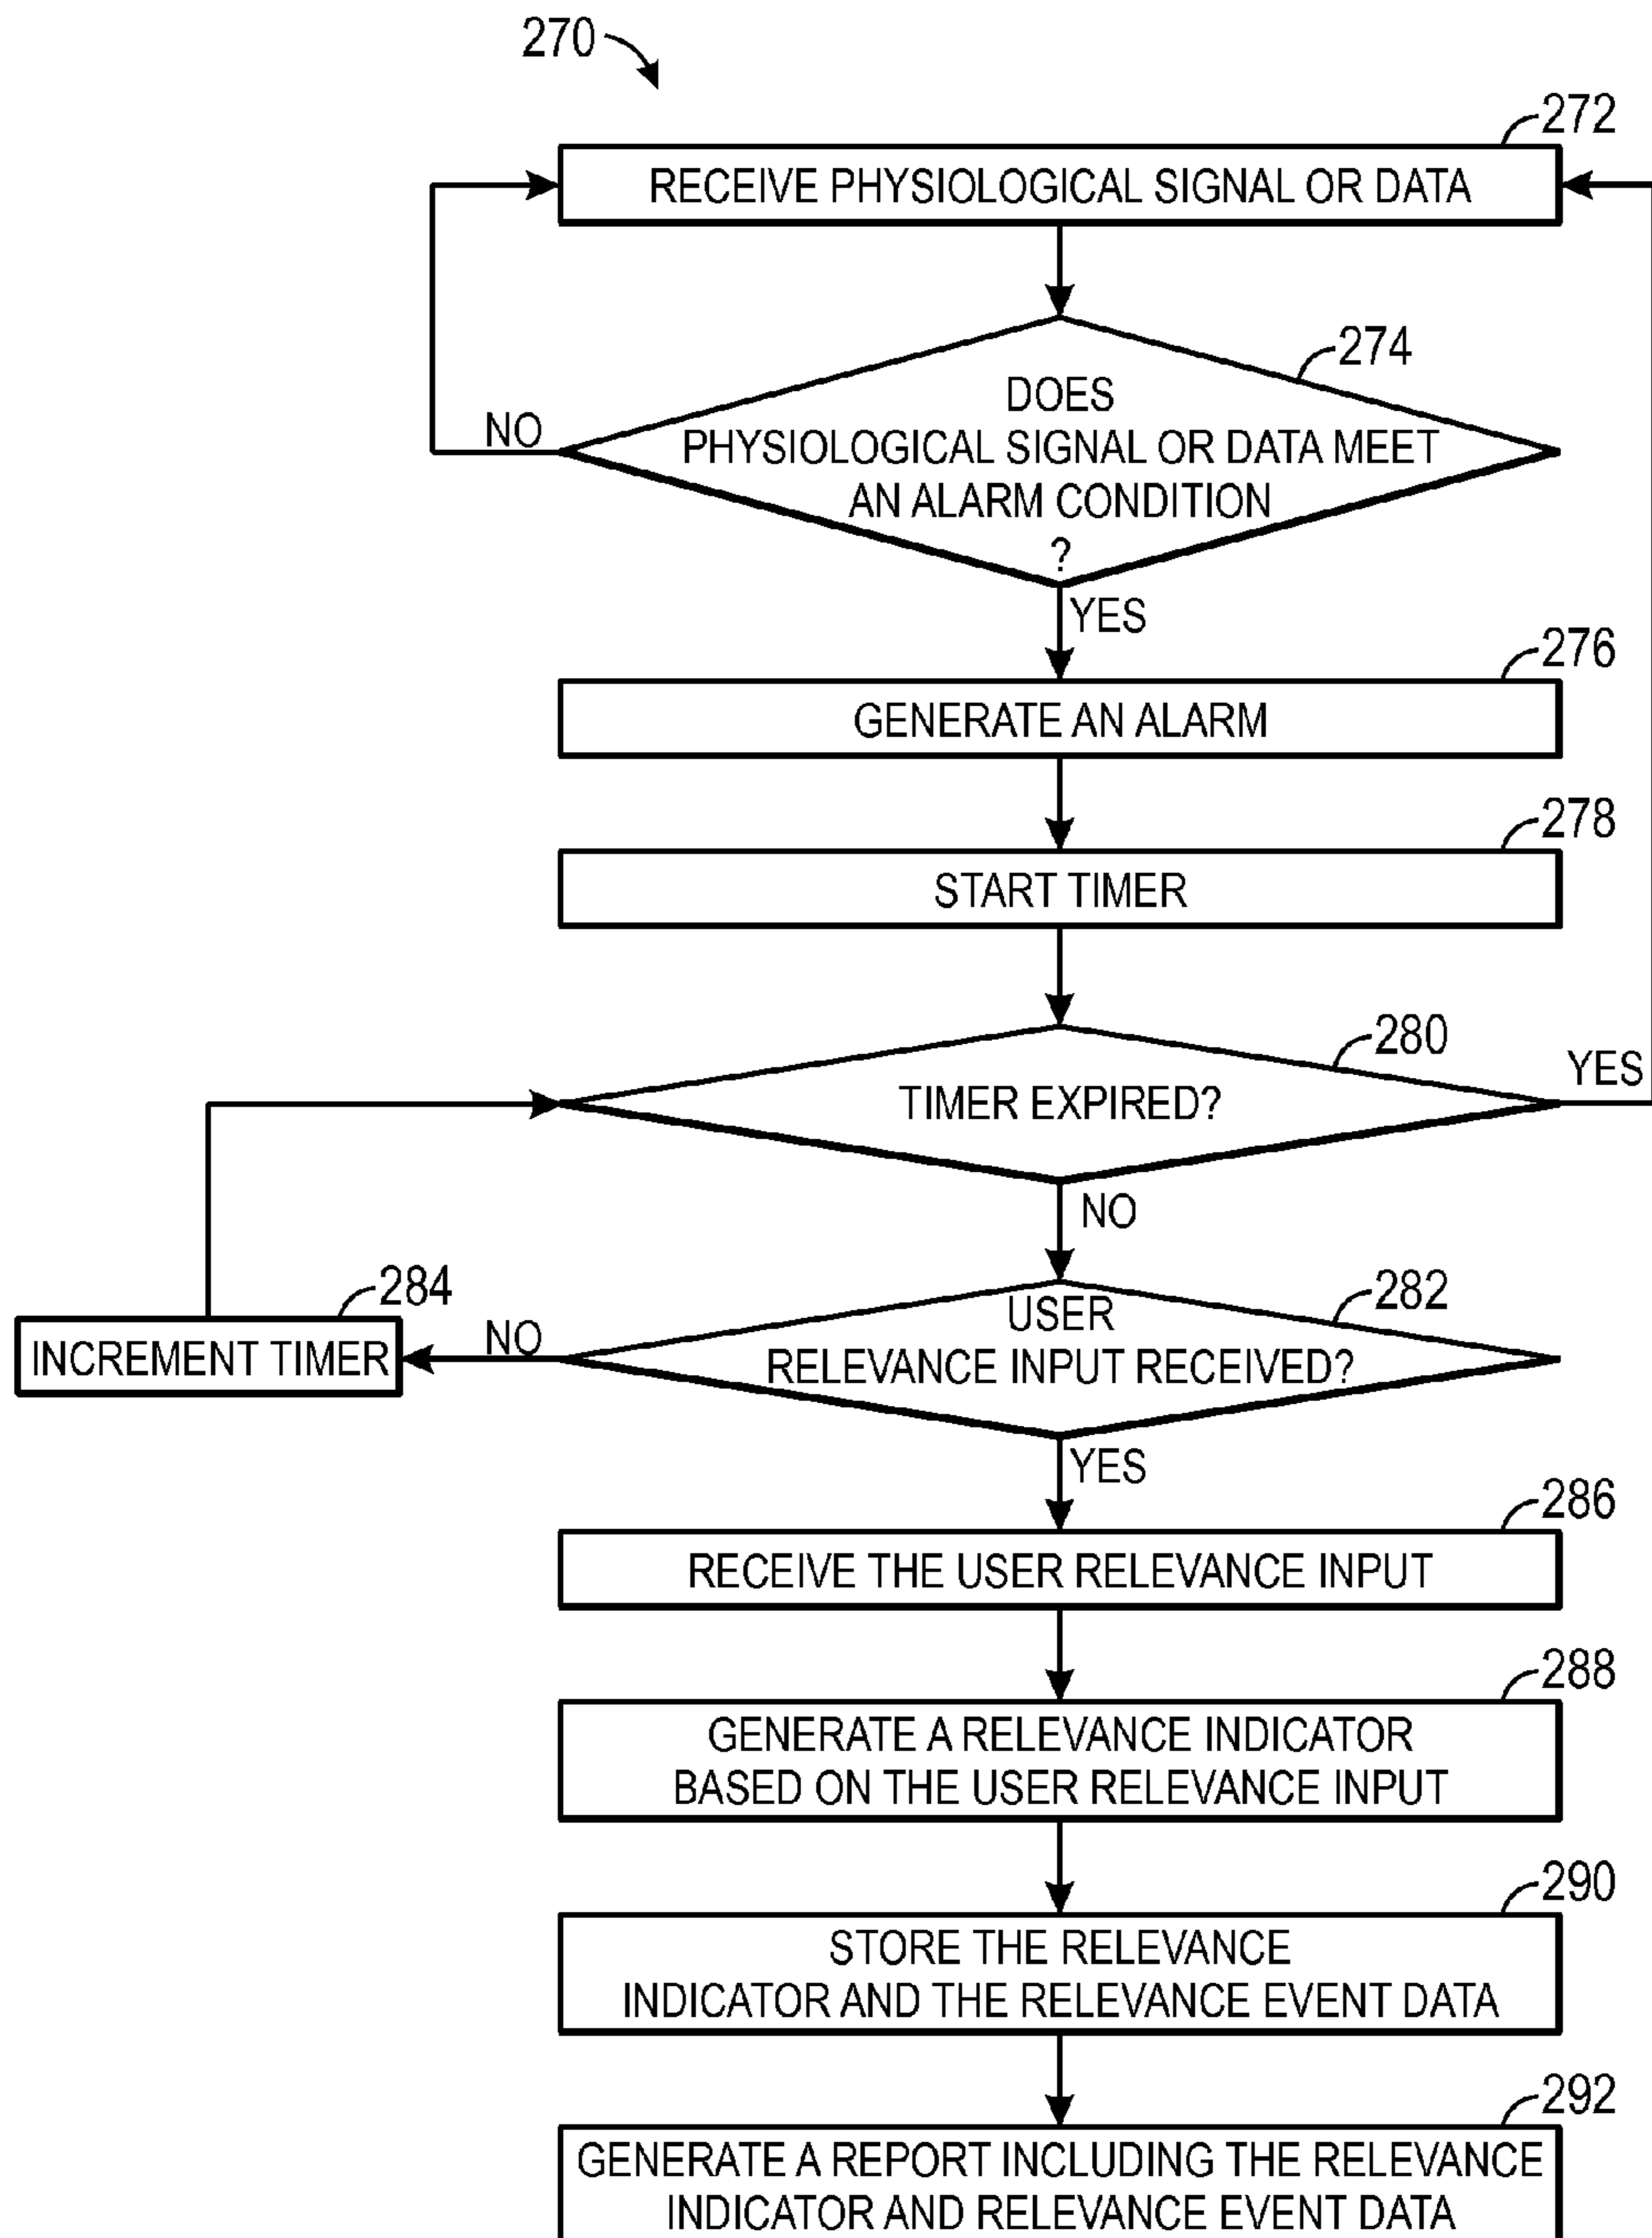 270
272
RECEIVE PHYSIOLOGICAL SIGNAL OR DATA
274
DOES
PHYSIOLOGICAL SIGNAL OR DATA MEET
AN ALARM CONDITION
?
NO
YES
276
GENERATE AN ALARM
278
START TIMER
280
TIMER EXPIRED?
YES
NO
282
USER
RELEVANCE INPUT RECEIVED?
NO
284
INCREMENT TIMER
YES
286
RECEIVE THE USER RELEVANCE INPUT
288
GENERATE A RELEVANCE INDICATOR
BASED ON THE USER RELEVANCE INPUT
290
STORE THE RELEVANCE
INDICATOR AND THE RELEVANCE EVENT DATA
292
GENERATE A REPORT INCLUDING THE RELEVANCE
INDICATOR AND RELEVANCE EVENT DATA